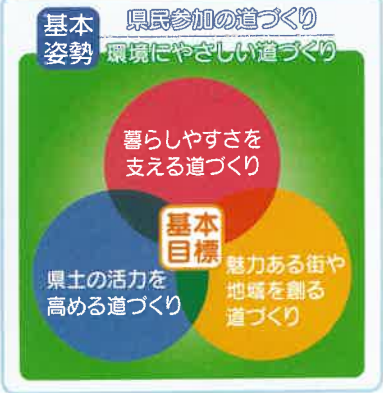 基本
姿勢
県民参加の道づくり
環境にやさしい道づくり
暮らしやすさを
支える道づくり
基本
目標
県土の活力を
高める道づくり
魅力ある街や
地域を創る
道づくり